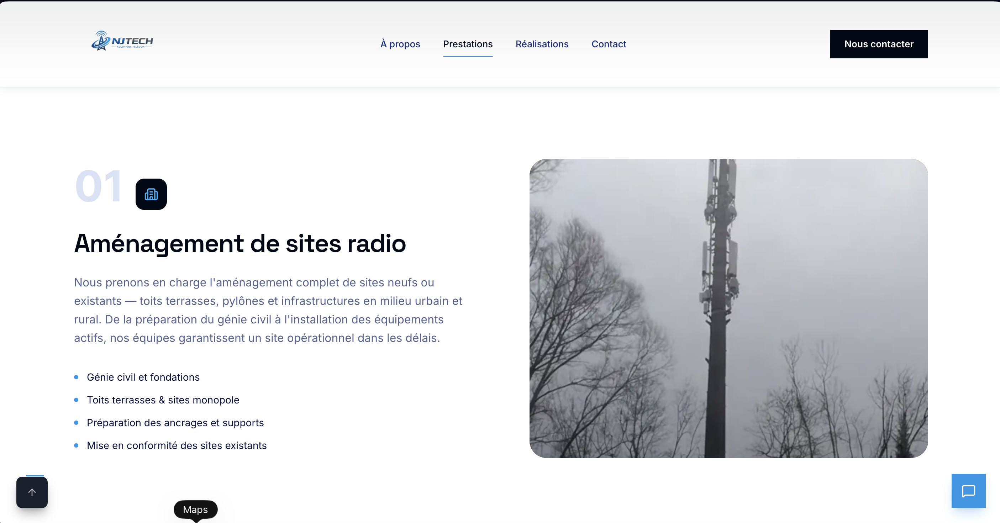 NJTECH
SOLUTIONS TÉLÉCOM
À propos
Prestations
Réalisations
Contact
Nous contacter
01
Aménagement de sites radio
Nous prenons en charge l'aménagement complet de sites neufs ou
existants — toits terrasses, pylônes et infrastructures en milieu urbain et
rural. De la préparation du génie civil à l'installation des équipements
actifs, nos équipes garantissent un site opérationnel dans les délais.
Génie civil et fondations
Toits terrasses & sites monopole
Préparation des ancrages et supports
Mise en conformité des sites existants
Maps